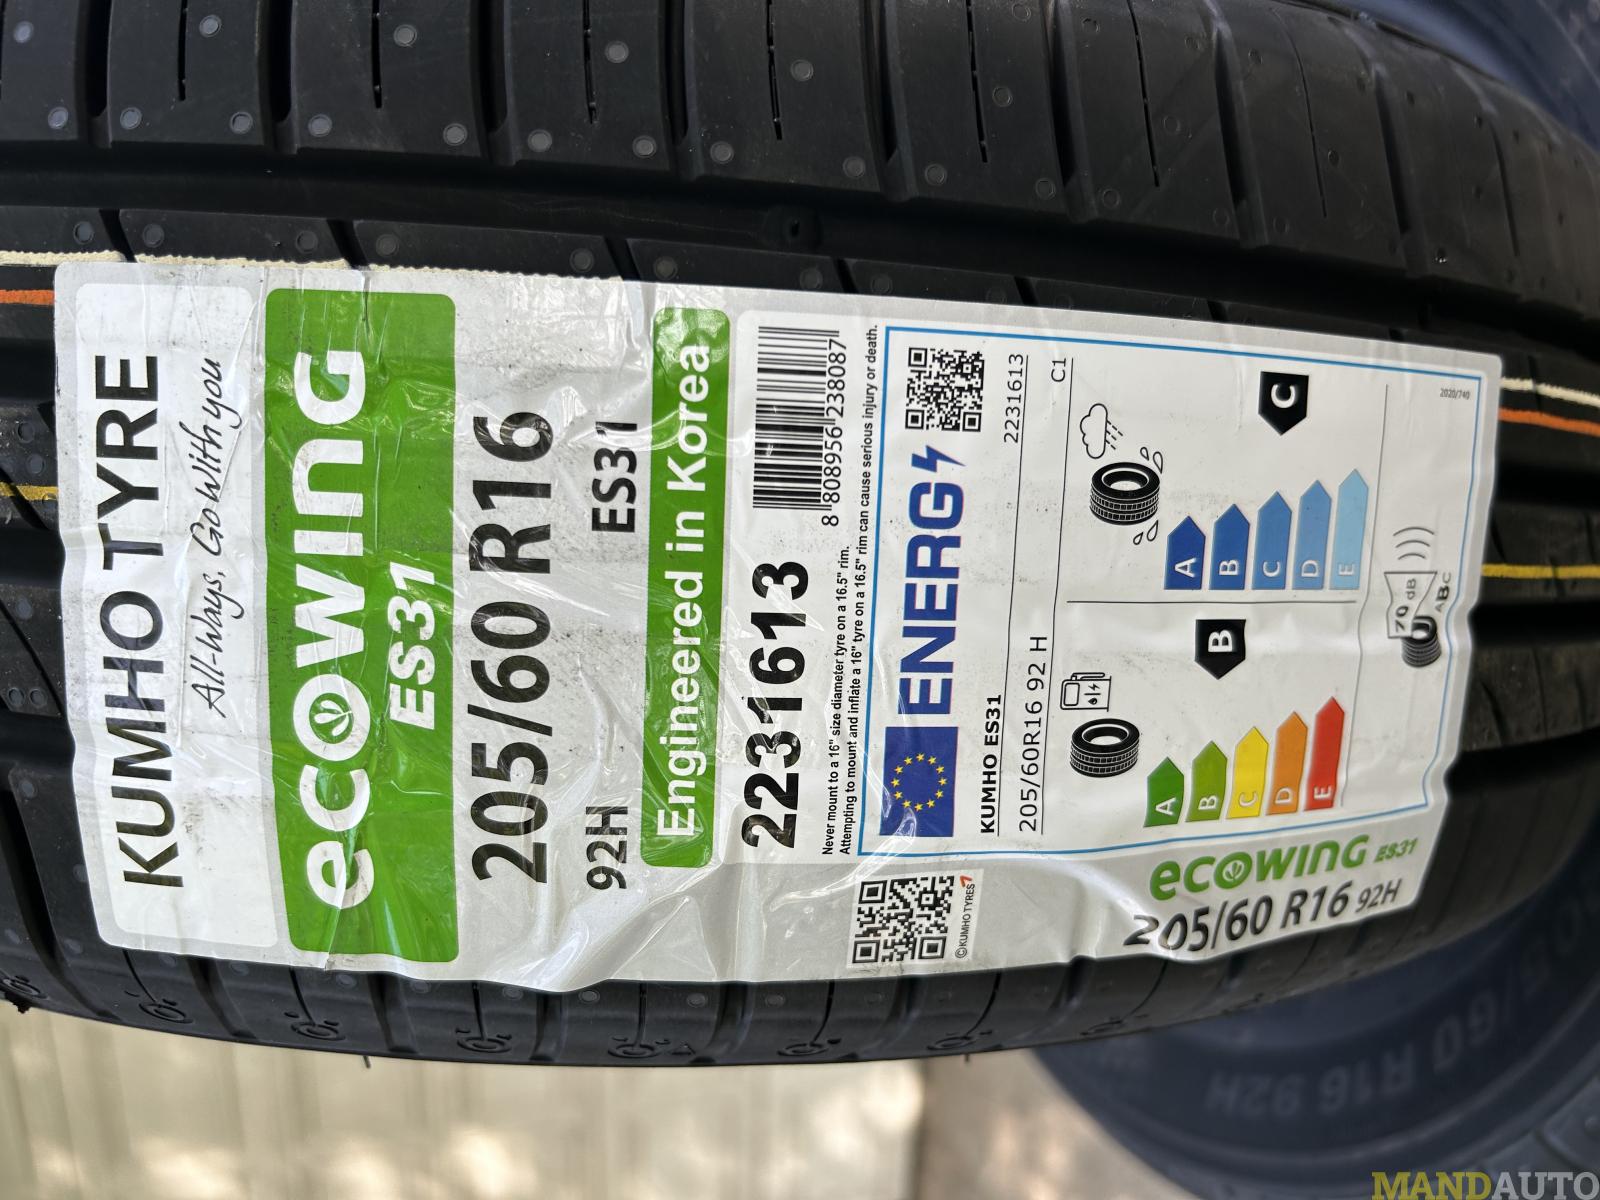 KUMHO TYRE
All-Ways, Go With you
ecowing
ES31
205/60 R16
92H ES31
Engineered in Korea
2231613
8 808956 238087
Never mount to a 16" size diameter tyre on a 16.5" rim.
Attempting to mount and inflate a 16" tyre on a 16.5" rim can cause serious injury or death.
ENERG
KUMHO ES31
2231613
205/60R16 92 H
C1
A
B
C
D
E
B
A
B
C
D
E
C
70 dB
ABC
2020/740
©KUMHO TYRES
ecowing ES31
205/60 R16 92H
60 R16 92H
MANDAUTO